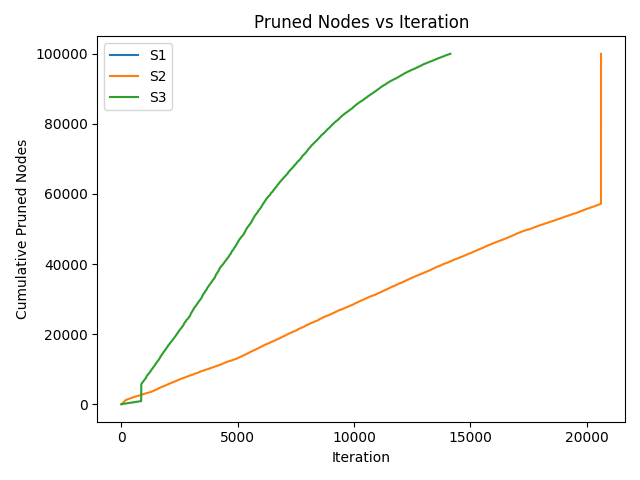 Pruned Nodes vs Iteration
S1
S2
S3
100000
80000
60000
40000
20000
0
Cumulative Pruned Nodes
0
5000
10000
15000
20000
Iteration